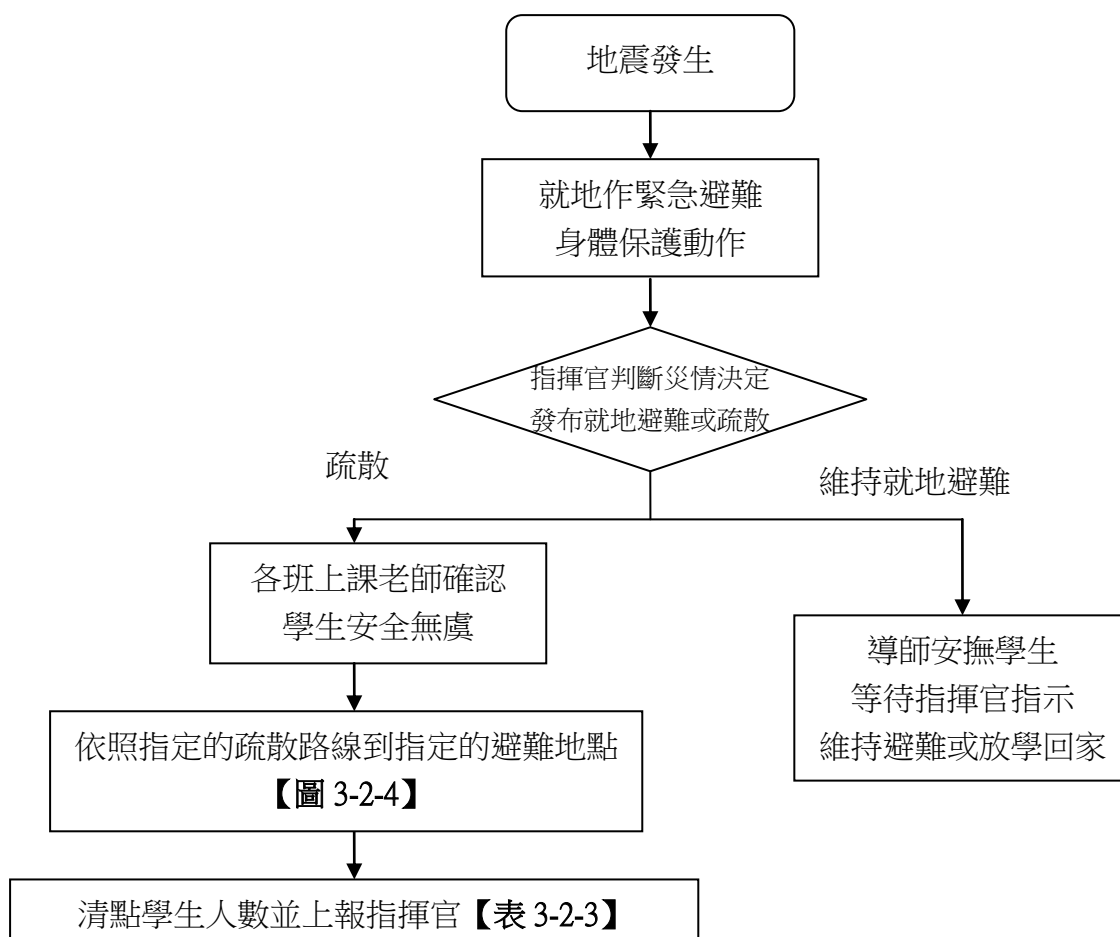 地震發生
就地作緊急避難
身體保護動作
指揮官判斷災情決定
發布就地避難或疏散
疏散
維持就地避難
各班上課老師確認
學生安全無虞
導師安撫學生
等待指揮官指示
維持避難或放學回家
依照指定的疏散路線到指定的避難地點
【圖 3-2-4】
清點學生人數並上報指揮官【表 3-2-3】